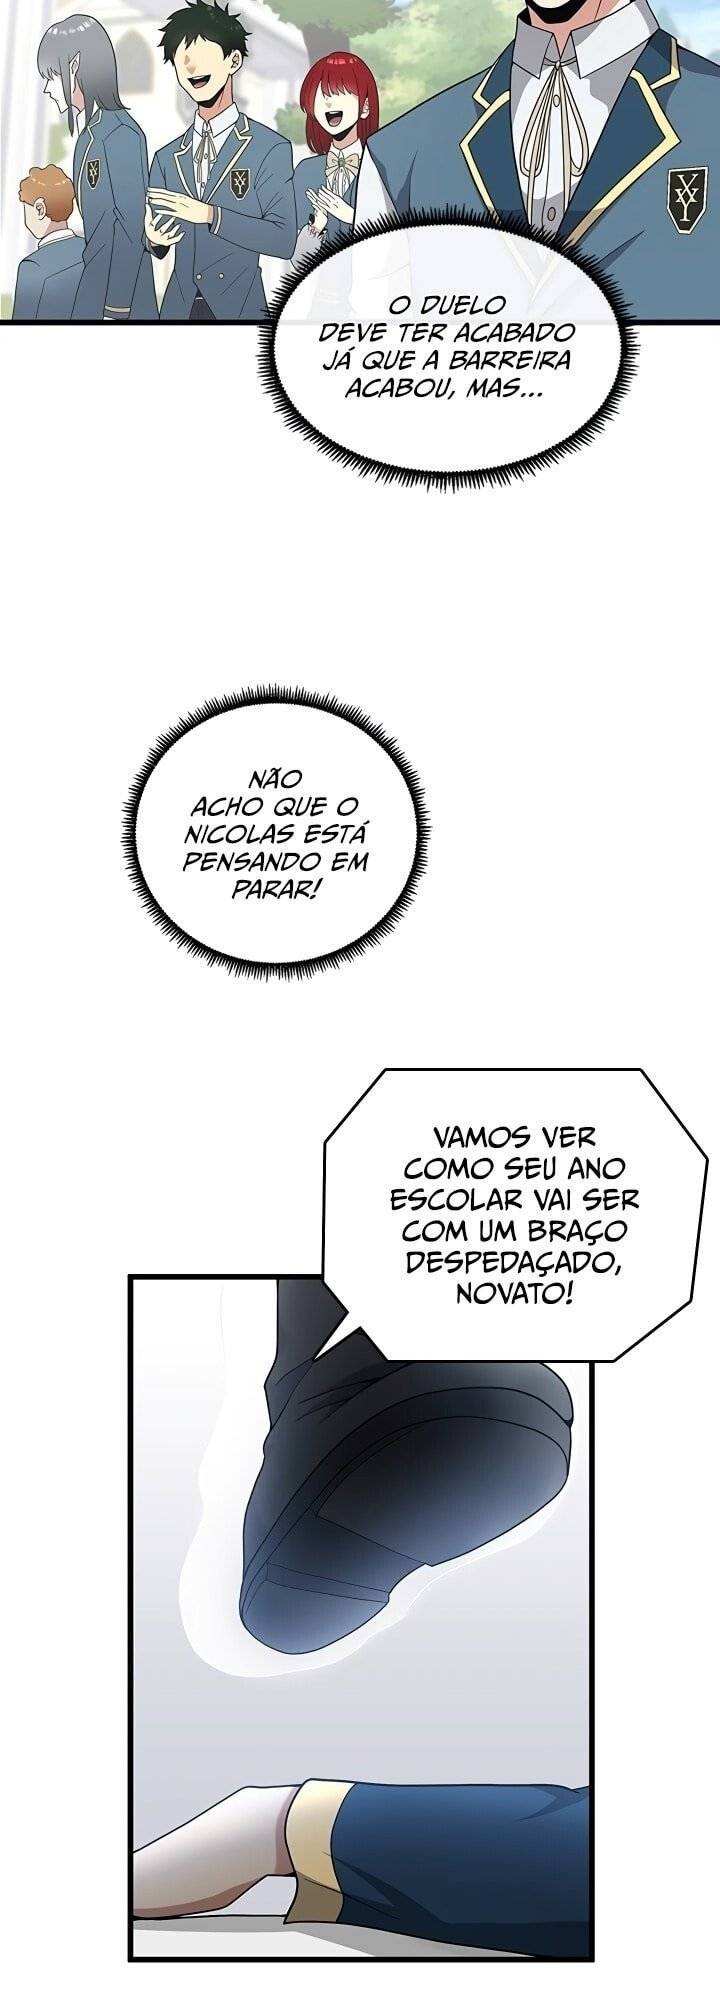 O DUELO
DEVE TER ACABADO
JÁ QUE A BARREIRA
ACABOU, MAS...
NÃO
ACHO QUE O
NICOLAS ESTÁ
PENSANDO EM
PARAR!
VAMOS VER
COMO SEU ANO
ESCOLAR VAI SER
COM UM BRAÇO
DESPEDAÇADO,
NOVATO!